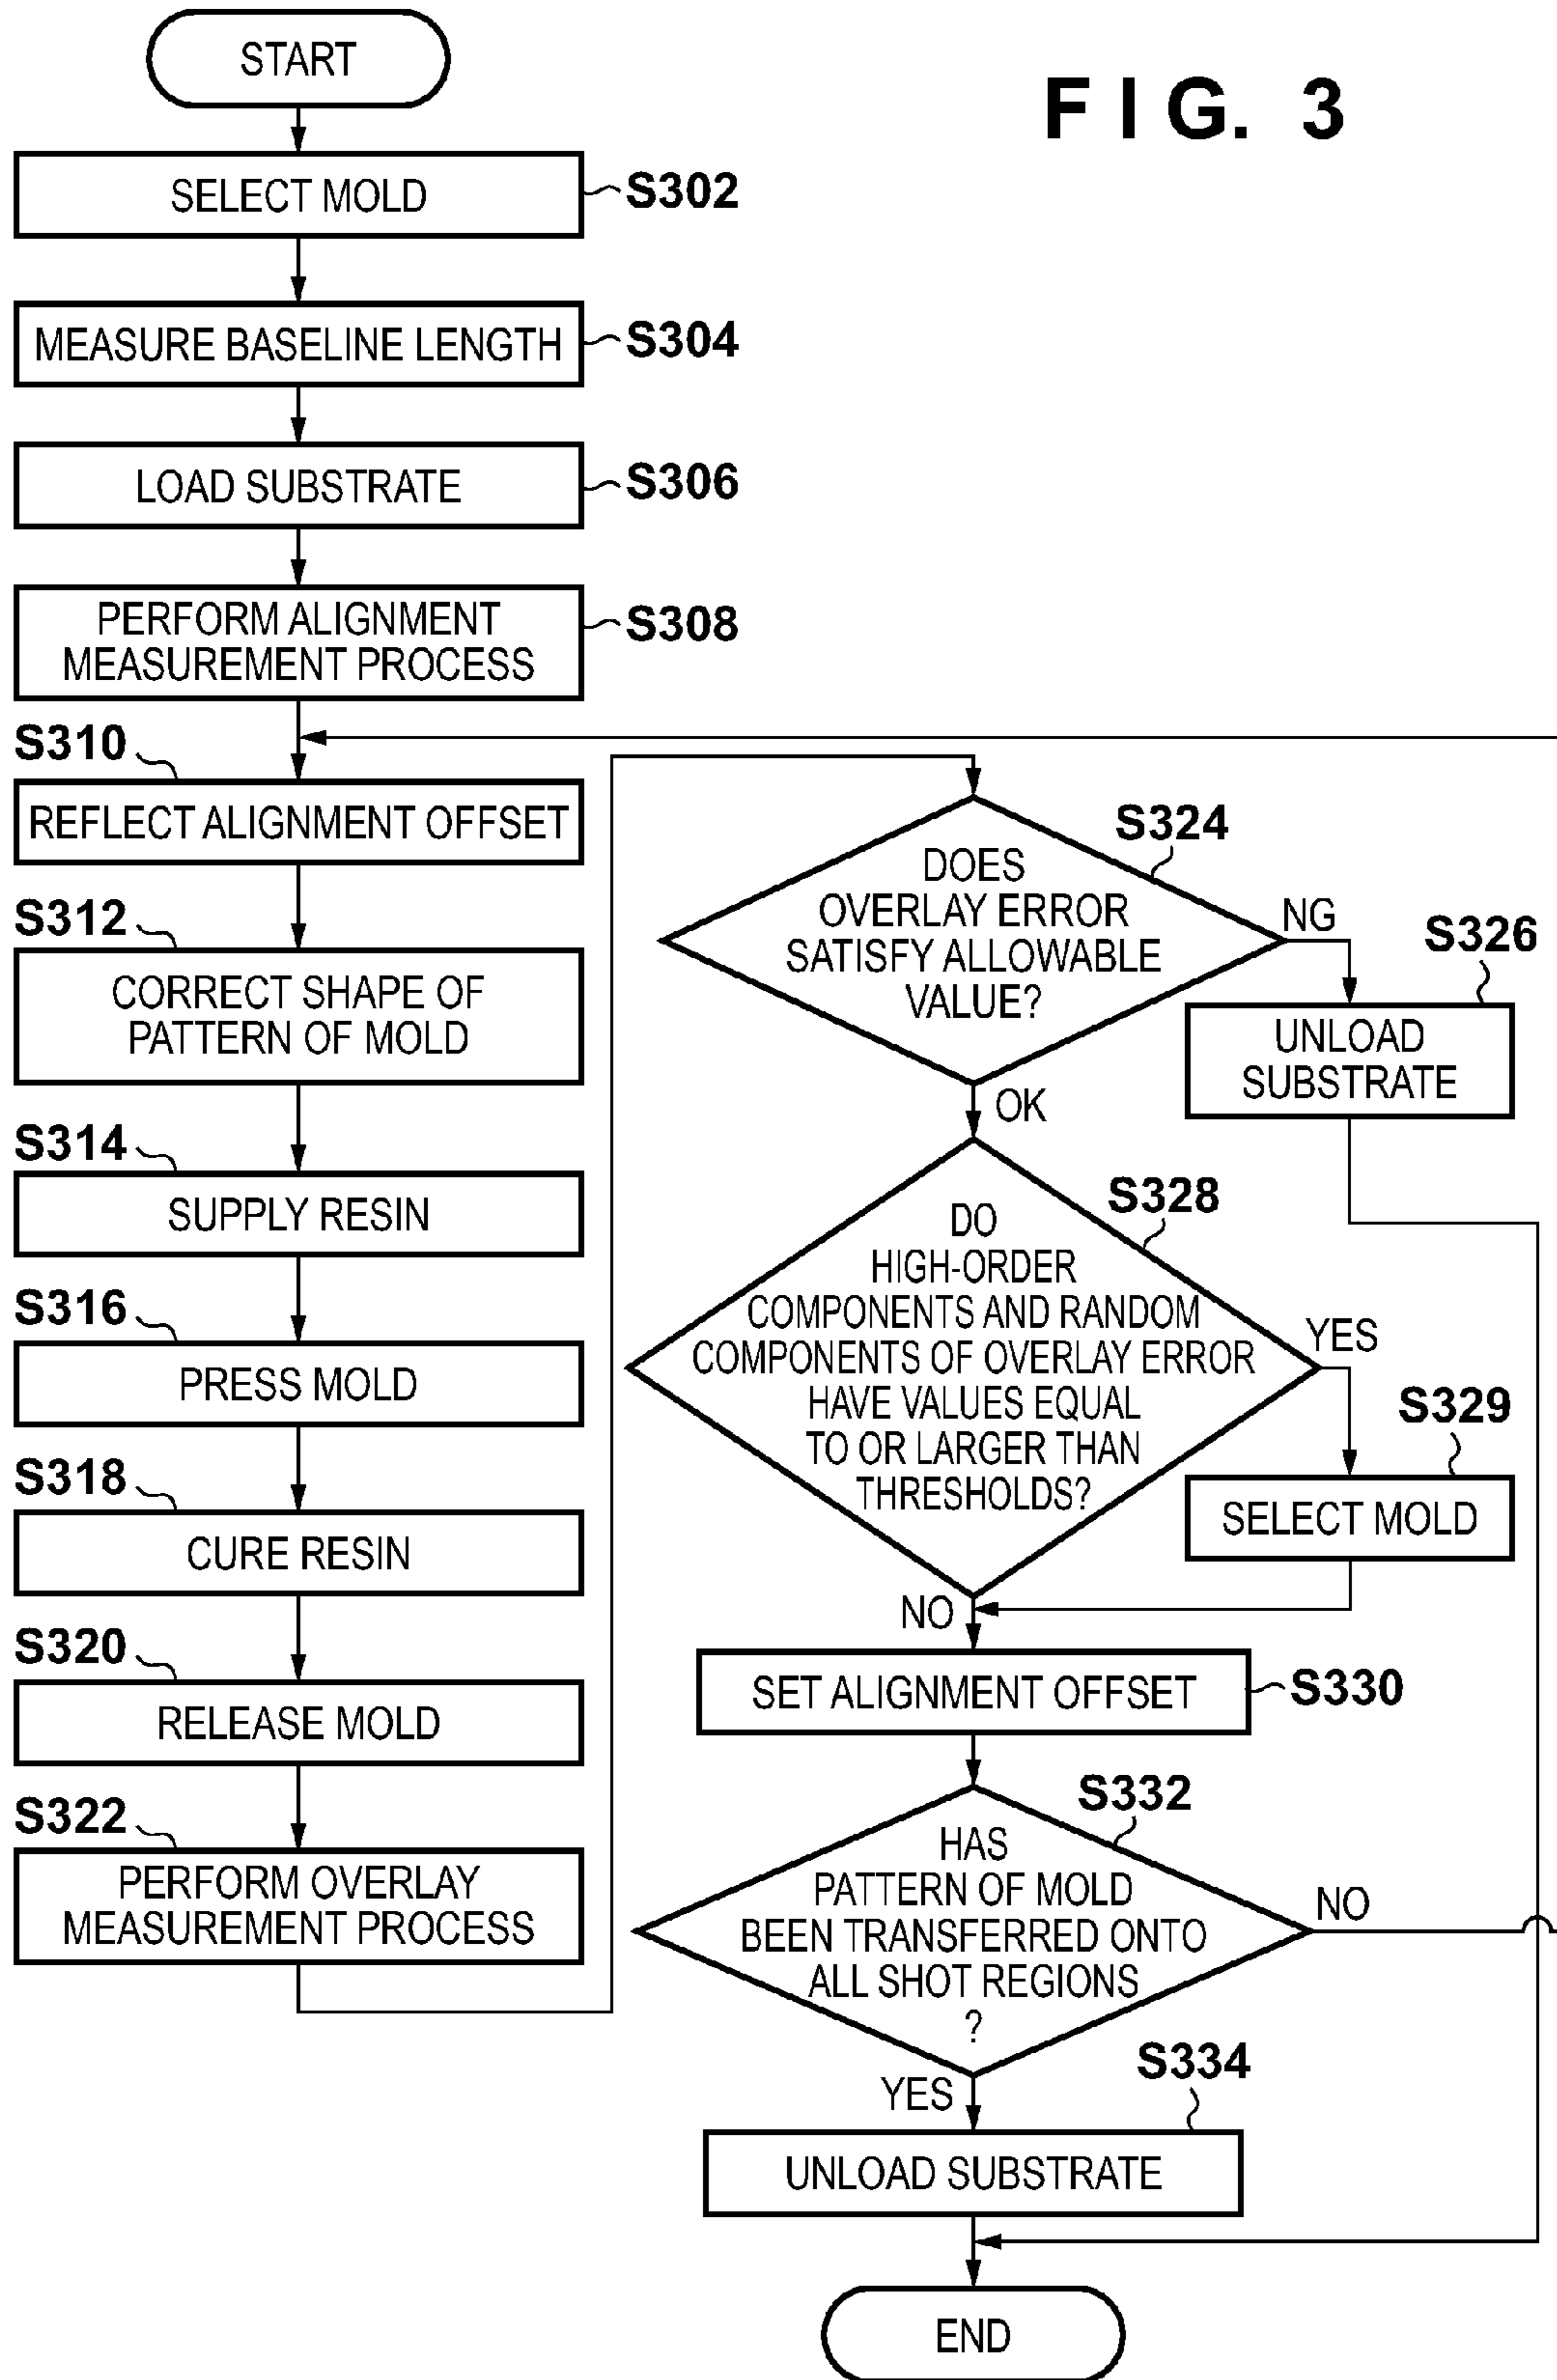 FIG. 3
START
SELECT MOLD
S302
MEASURE BASELINE LENGTH
S304
LOAD SUBSTRATE
S306
PERFORM ALIGNMENT
MEASUREMENT PROCESS
S308
S310
REFLECT ALIGNMENT OFFSET
S312
CORRECT SHAPE OF
PATTERN OF MOLD
S314
SUPPLY RESIN
S316
PRESS MOLD
S318
CURE RESIN
S320
RELEASE MOLD
S322
PERFORM OVERLAY
MEASUREMENT PROCESS
S324
DOES
OVERLAY ERROR
SATISFY ALLOWABLE
VALUE?
NG
S326
UNLOAD
SUBSTRATE
OK
S328
DO
HIGH-ORDER
COMPONENTS AND RANDOM
COMPONENTS OF OVERLAY ERROR
HAVE VALUES EQUAL
TO OR LARGER THAN
THRESHOLDS?
YES
S329
SELECT MOLD
NO
SET ALIGNMENT OFFSET
S330
S332
HAS
PATTERN OF MOLD
BEEN TRANSFERRED ONTO
ALL SHOT REGIONS
?
NO
YES
S334
UNLOAD SUBSTRATE
END